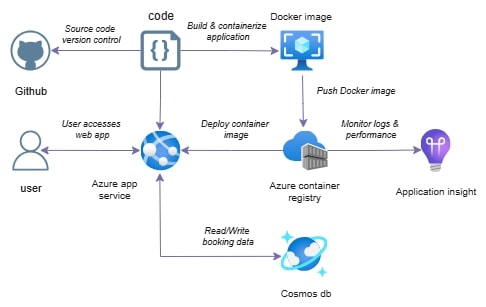 code
Docker image
Source code
version control
Build & containerize
application
Github
Push Docker image
User accesses
web app
Deploy container
image
Monitor logs &
performance
user
Azure app
service
Azure container
registry
Application insight
Read/Write
booking data
Cosmos db